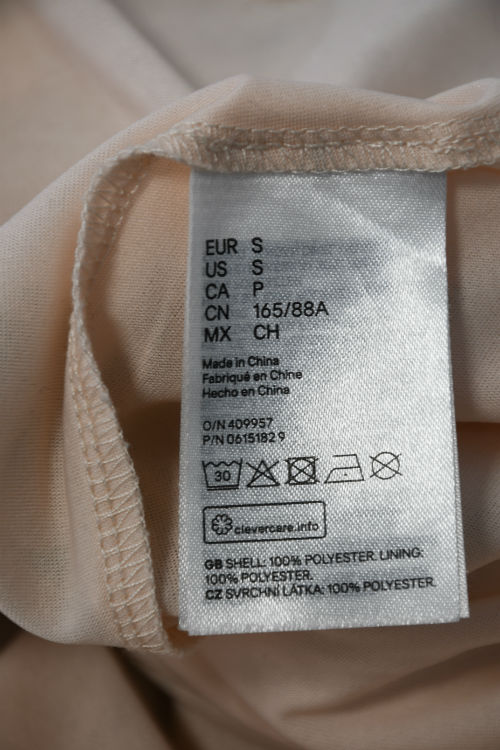 EUR S
US S
CA P
CN 165/88A
MX CH
Made in China
Fabriqué en Chine
Hecho en China
O/N 409957
P/N 0615182 9
30
clevercare.info
GB SHELL: 100% POLYESTER. LINING:
100% POLYESTER.
CZ SVRCHNÍ LÁTKA: 100% POLYESTER.